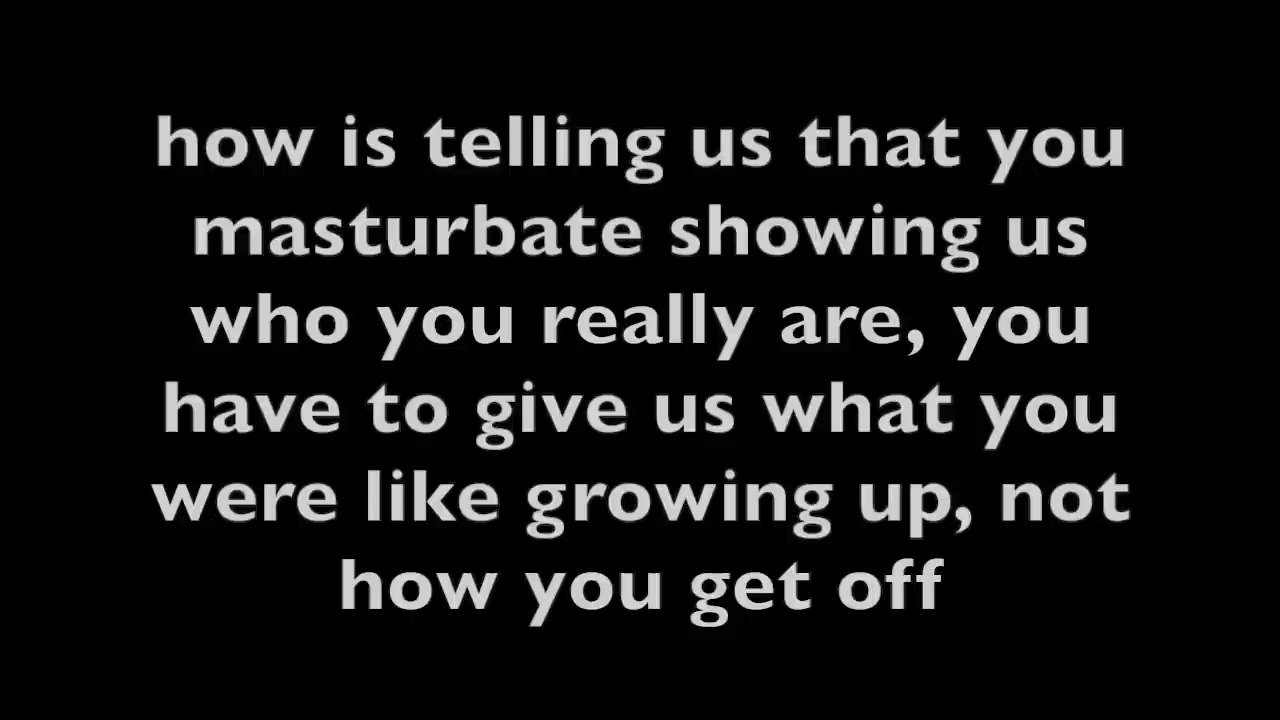 how is telling us that you
masturbate showing us
who you really are, you
have to give us what you
were like growing up, not
how you get off